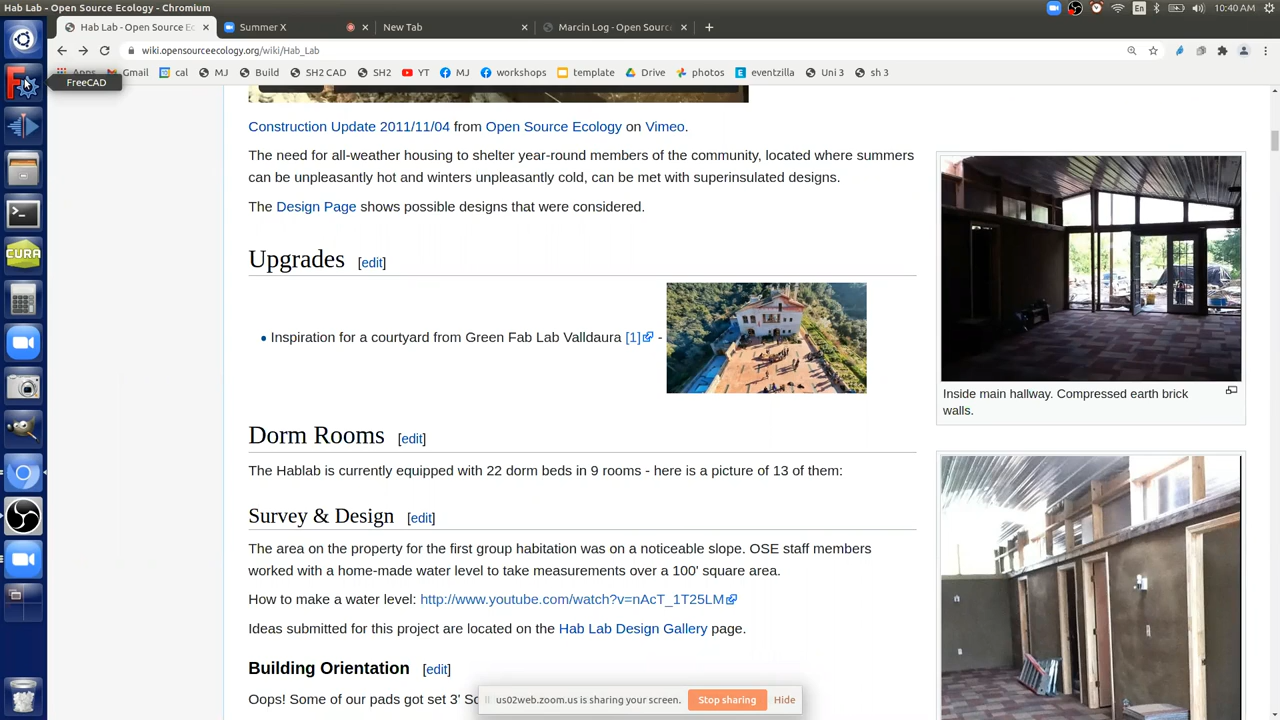 Hab Lab - Open Source Ecology - Chromium
En
10:40 AM
Hab Lab - Open Source Ec
Summer X
New Tab
Marcin Log - Open Source
wiki.opensourceecology.org/wiki/Hab_Lab
Apps
Gmail
cal
MJ
Build
SH2 CAD
SH2
YT
MJ
workshops
template
Drive
photos
eventzilla
Uni 3
sh 3
FreeCAD
CURA
Construction Update 2011/11/04 from Open Source Ecology on Vimeo.
The need for all-weather housing to shelter year-round members of the community, located where summers
can be unpleasantly hot and winters unpleasantly cold, can be met with superinsulated designs.
The Design Page shows possible designs that were considered.
Upgrades [edit]
Inspiration for a courtyard from Green Fab Lab Valldaura [1] -
Inside main hallway. Compressed earth brick
walls.
Dorm Rooms [edit]
The Hablab is currently equipped with 22 dorm beds in 9 rooms - here is a picture of 13 of them:
Survey & Design [edit]
The area on the property for the first group habitation was on a noticeable slope. OSE staff members
worked with a home-made water level to take measurements over a 100' square area.
How to make a water level: http://www.youtube.com/watch?v=nAcT_1T25LM
Ideas submitted for this project are located on the Hab Lab Design Gallery page.
Building Orientation [edit]
Oops! Some of our pads got set 3' So
us02web.zoom.us is sharing your screen.
Stop sharing
Hide